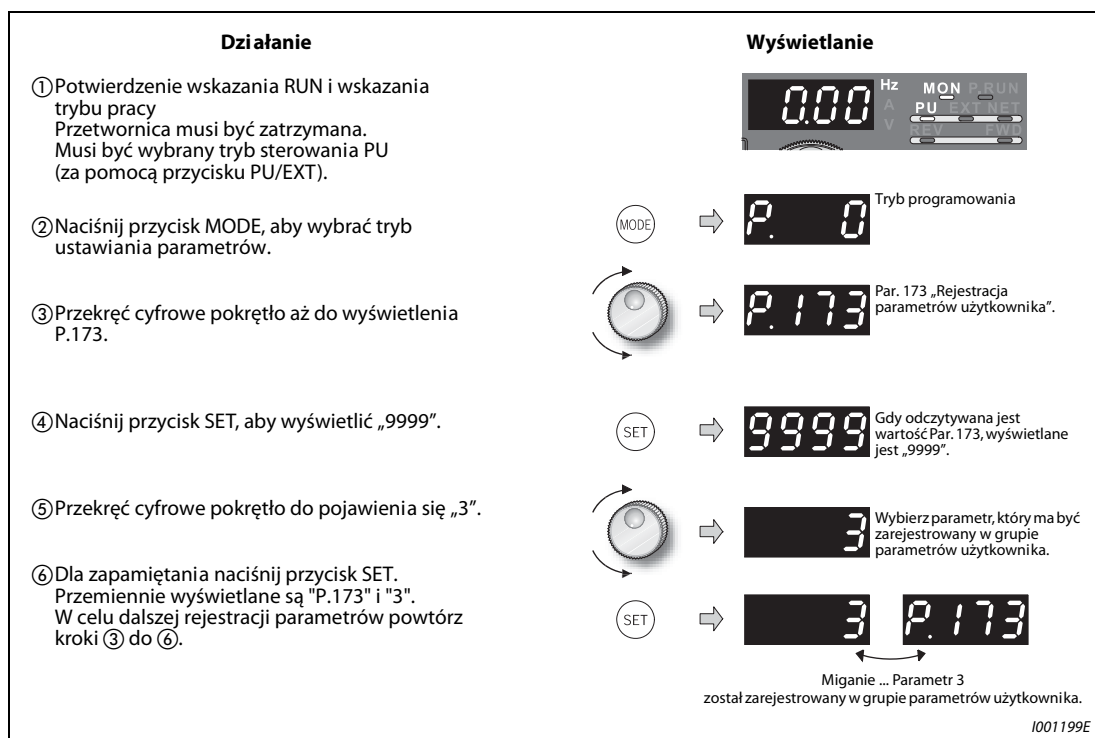 Działanie
Wyświetlanie
①Potwierdzenie wskazania RUN i wskazania
trybu pracy
Przetwornica musi być zatrzymana.
Musi być wybrany tryb sterowania PU
(za pomocą przycisku PU/EXT).
0.00
Hz
A
V
MON P.RUN
PU EXT NET
REV FWD
②Naciśnij przycisk MODE, aby wybrać tryb
ustawiania parametrów.
MODE
P. 0
Tryb programowania
③Przekręć cyfrowe pokrętło aż do wyświetlenia
P.173.
P.173
Par. 173 „Rejestracja
parametrów użytkownika”.
④Naciśnij przycisk SET, aby wyświetlić „9999”.
SET
9999
Gdy odczytywana jest
wartość Par. 173, wyświetlane
jest „9999”.
⑤Przekręć cyfrowe pokrętło do pojawienia się „3”.
3
Wybierz parametr, który ma być
zarejestrowany w grupie
parametrów użytkownika.
⑥Dla zapamiętania naciśnij przycisk SET.
Przemiennie wyświetlane są "P.173" i "3".
W celu dalszej rejestracji parametrów powtórz
kroki ③ do ⑥.
SET
3 P.173
Miganie ... Parametr 3
został zarejestrowany w grupie parametrów użytkownika.
I001199E